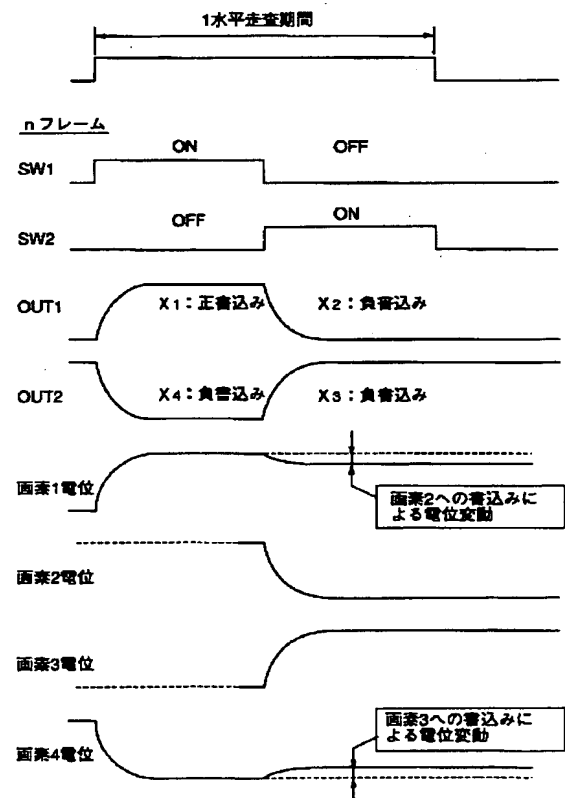 1水平走査期間
nフレーム
ON
OFF
SW1
OFF
ON
SW2
OUT1
X1：正書込み
X2：負書込み
OUT2
X4：負書込み
X3：負書込み
画素1電位
画素2への書込みに
よる電位変動
画素2電位
画素3電位
画素3への書込みに
よる電位変動
画素4電位